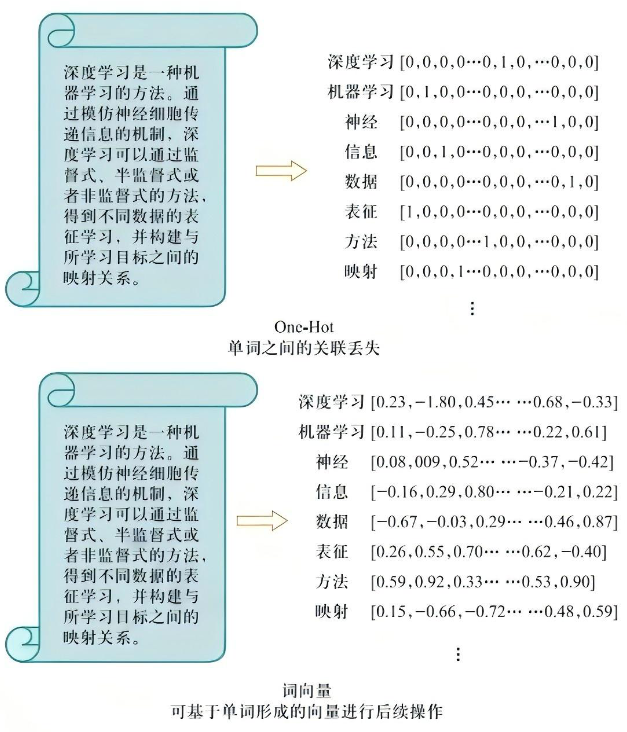 深度学习是一种机
器学习的方法。通
过模仿神经细胞传
递信息的机制，深
度学习可以通过监
督式、半监督式或
者非监督式的方法，
得到不同数据的表
征学习，并构建与
所学习目标之间的
映射关系。
深度学习 [0,0,0,0…0,1,0,…0,0,0]
机器学习 [0,1,0,0…0,0,0,…0,0,0]
神经 [0,0,0,0…0,0,0,…1,0,0]
信息 [0,0,1,0…0,0,0,…0,0,0]
数据 [0,0,0,0…0,0,0,…0,1,0]
表征 [1,0,0,0…0,0,0,…0,0,0]
方法 [0,0,0,0…1,0,0,…0,0,0]
映射 [0,0,0,1…0,0,0,…0,0,0]
⋮
One-Hot
单词之间的关联丢失
深度学习是一种机
器学习的方法。通
过模仿神经细胞传
递信息的机制，深
度学习可以通过监
督式、半监督式或
者非监督式的方法，
得到不同数据的表
征学习，并构建与
所学习目标之间的
映射关系。
深度学习 [0.23,−1.80,0.45… …0.68,−0.33]
机器学习 [0.11,−0.25,0.78… …0.22,0.61]
神经 [0.08,009,0.52… …−0.37,−0.42]
信息 [−0.16,0.29,0.80… …−0.21,0.22]
数据 [−0.67,−0.03,0.29… …0.46,0.87]
表征 [0.26,0.55,0.70… …0.62,−0.40]
方法 [0.59,0.92,0.33… …0.53,0.90]
映射 [0.15,−0.66,−0.72… …0.48,0.59]
⋮
词向量
可基于单词形成的向量进行后续操作